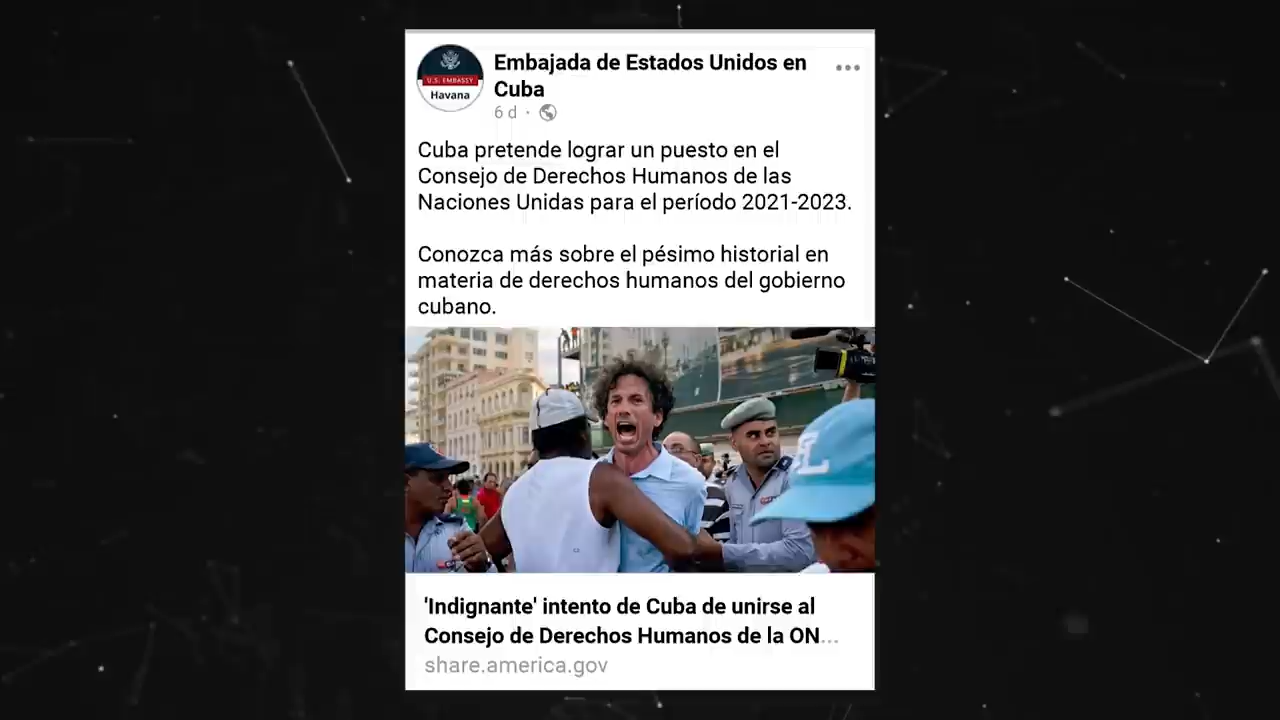 U.S. EMBASSY
Havana
Embajada de Estados Unidos en
Cuba
6 d ·
Cuba pretende lograr un puesto en el
Consejo de Derechos Humanos de las
Naciones Unidas para el período 2021-2023.
Conozca más sobre el pésimo historial en
materia de derechos humanos del gobierno
cubano.
L
'Indignante' intento de Cuba de unirse al
Consejo de Derechos Humanos de la ON...
share.america.gov